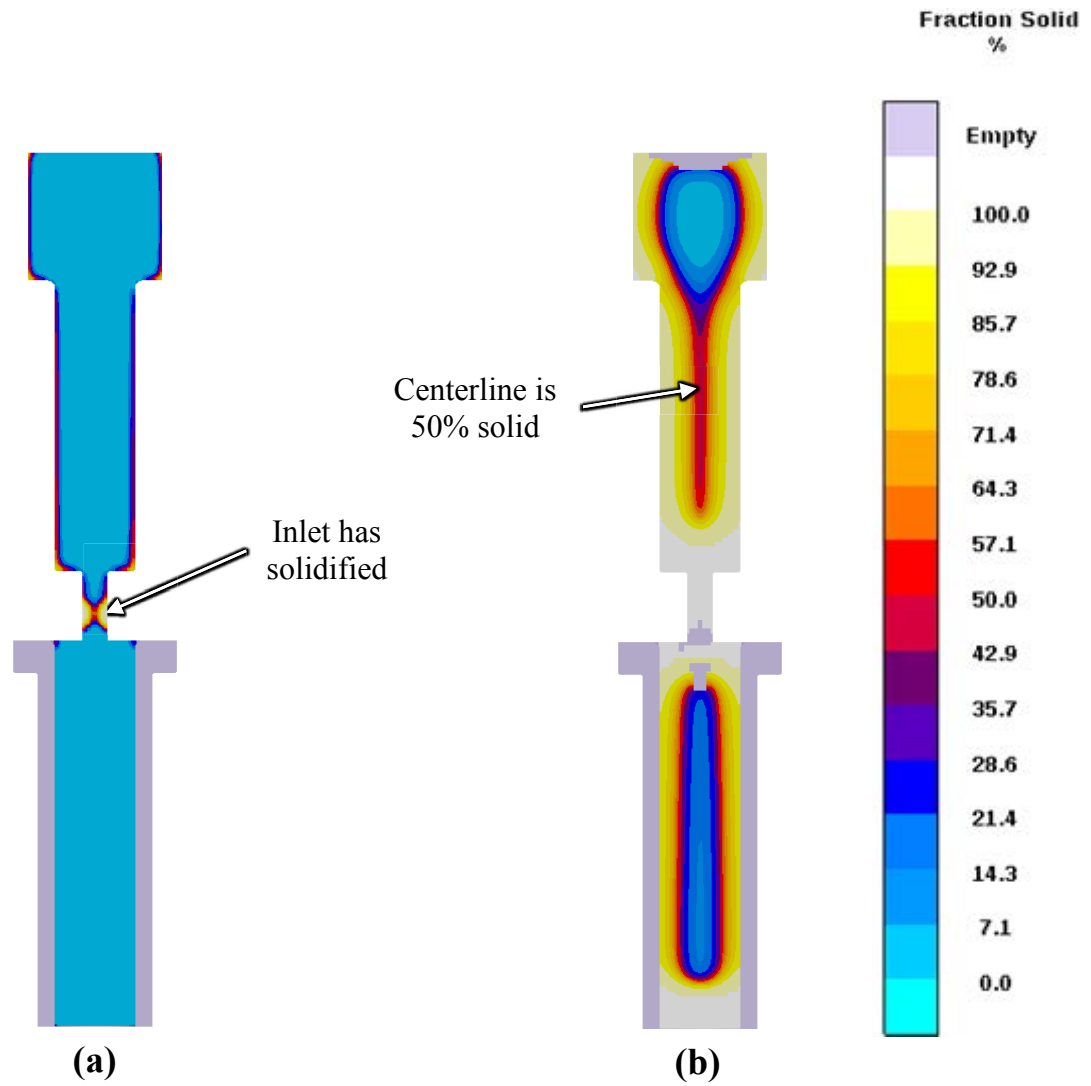 Fraction Solid
%
Empty
100.0
92.9
85.7
78.6
71.4
64.3
57.1
50.0
42.9
35.7
28.6
21.4
14.3
7.1
0.0
Centerline is
50% solid
Inlet has
solidified
(a)
(b)